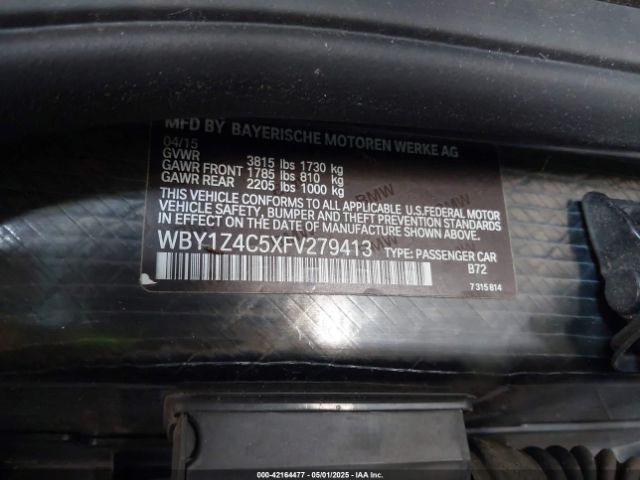 MFD BY BAYERISCHE MOTOREN WERKE AG
04/15
GVWR 3815 lbs 1730 kg
GAWR FRONT 1785 lbs 810 kg
GAWR REAR 2205 lbs 1000 kg
THIS VEHICLE CONFORMS TO ALL APPLICABLE U.S.FEDERAL MOTOR
VEHICLE SAFETY, BUMPER AND THEFT PREVENTION STANDARDS
IN EFFECT ON THE DATE OF MANUFACTURE SHOWN ABOVE.
WBY1Z4C5XFV279413 TYPE: PASSENGER CAR
B72
7 315 814
000-42164477 - 05/01/2025 - IAAI.COM